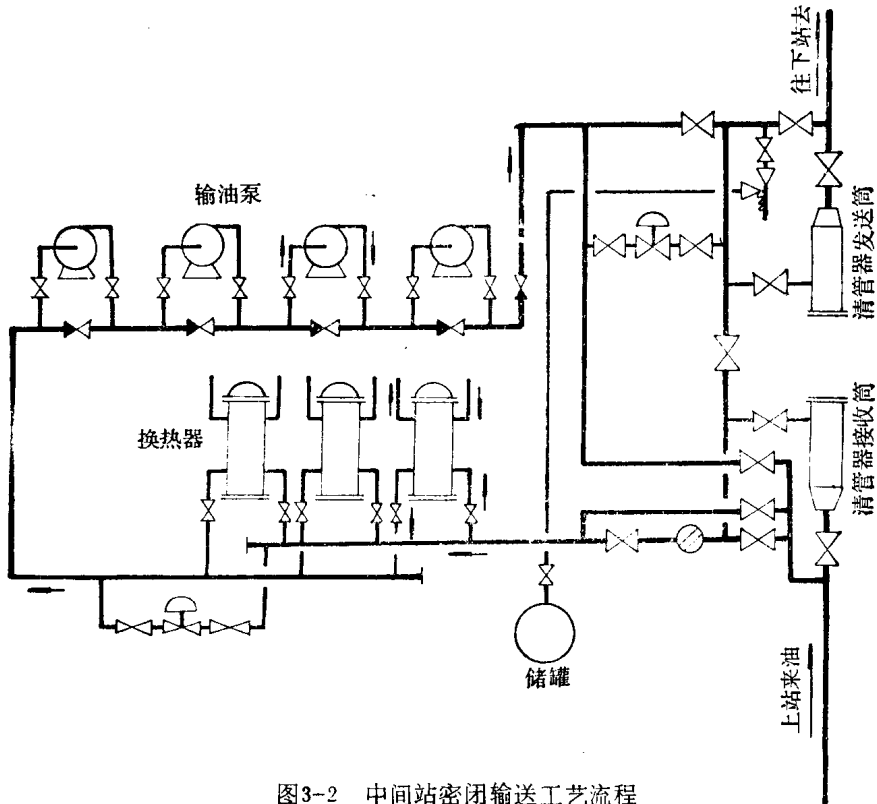 往下站去
输油泵
清管器发送筒
换热器
清管器接收筒
储罐
上站来油
图3-2 中间站密闭输送工艺流程